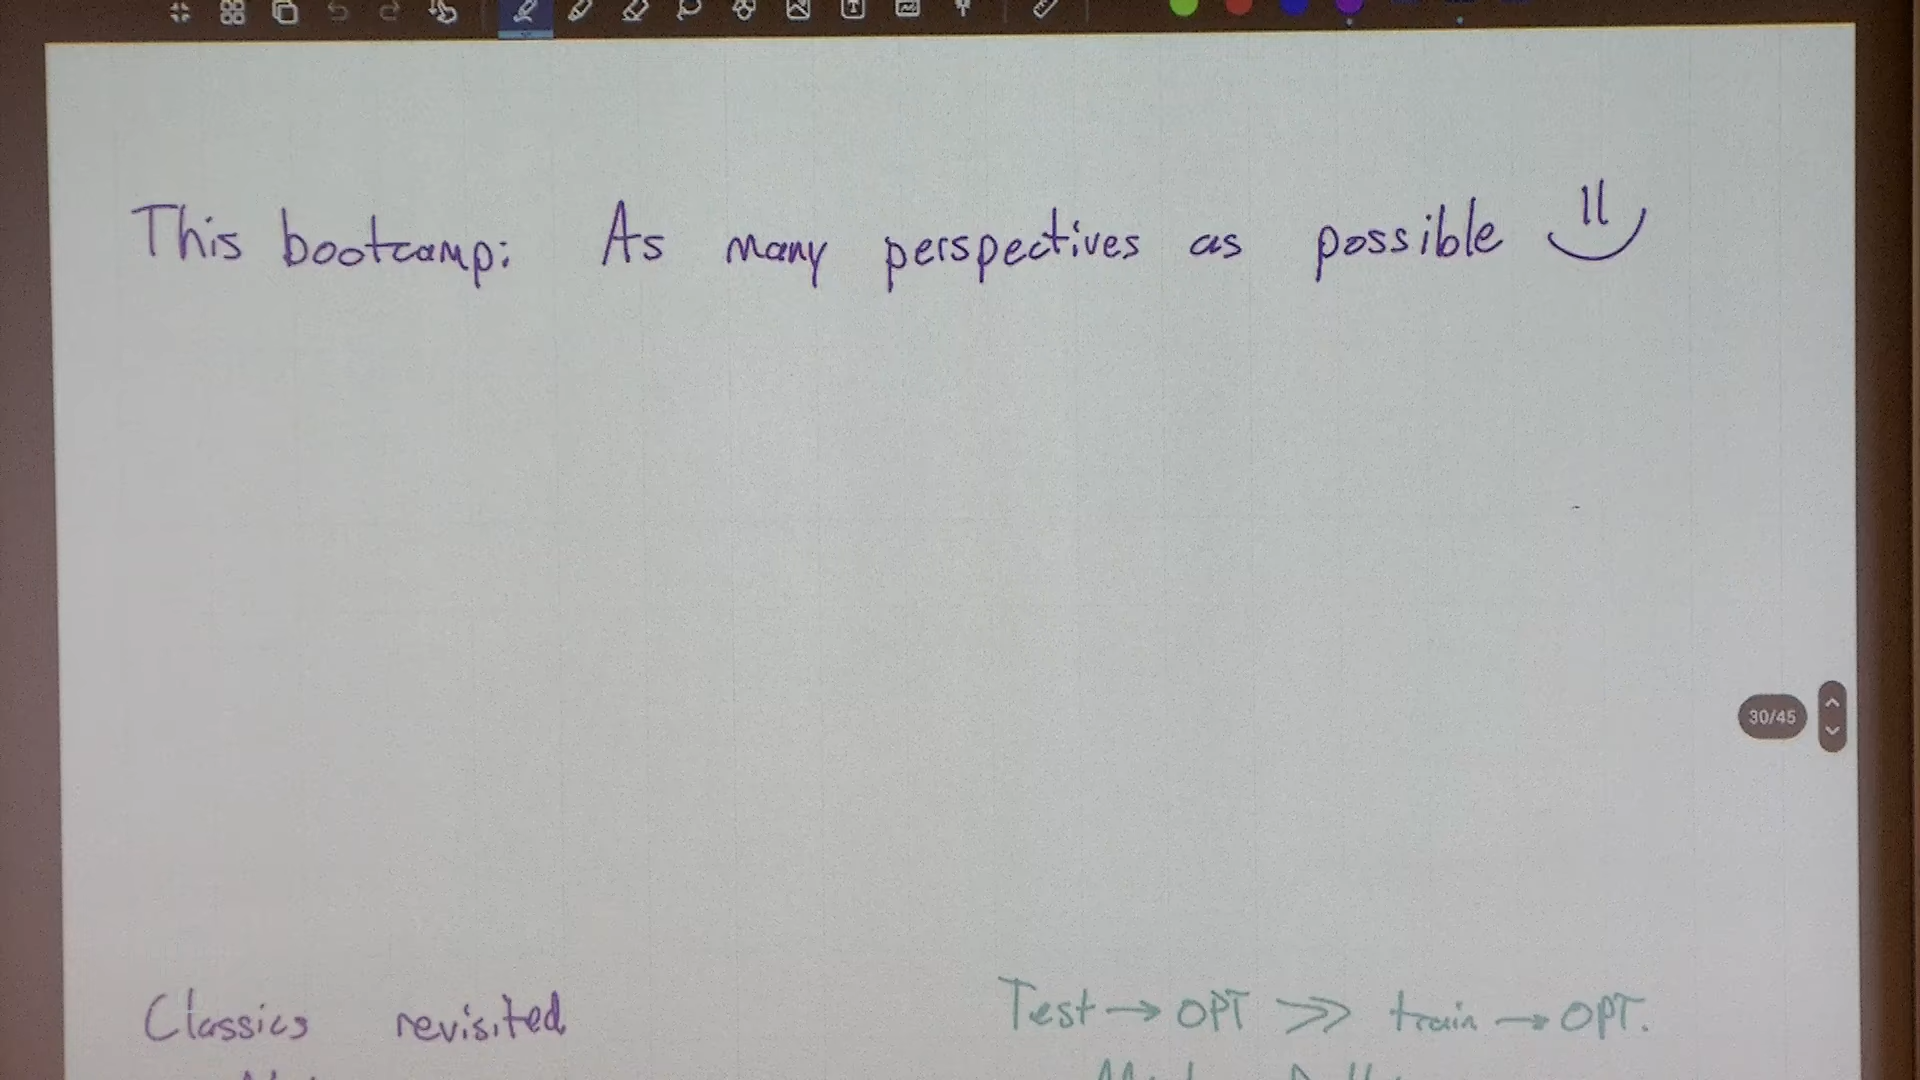 This bootcamp: As many perspectives as possible
30/45
Classics revisited
Test → OPT >> train → OPT.